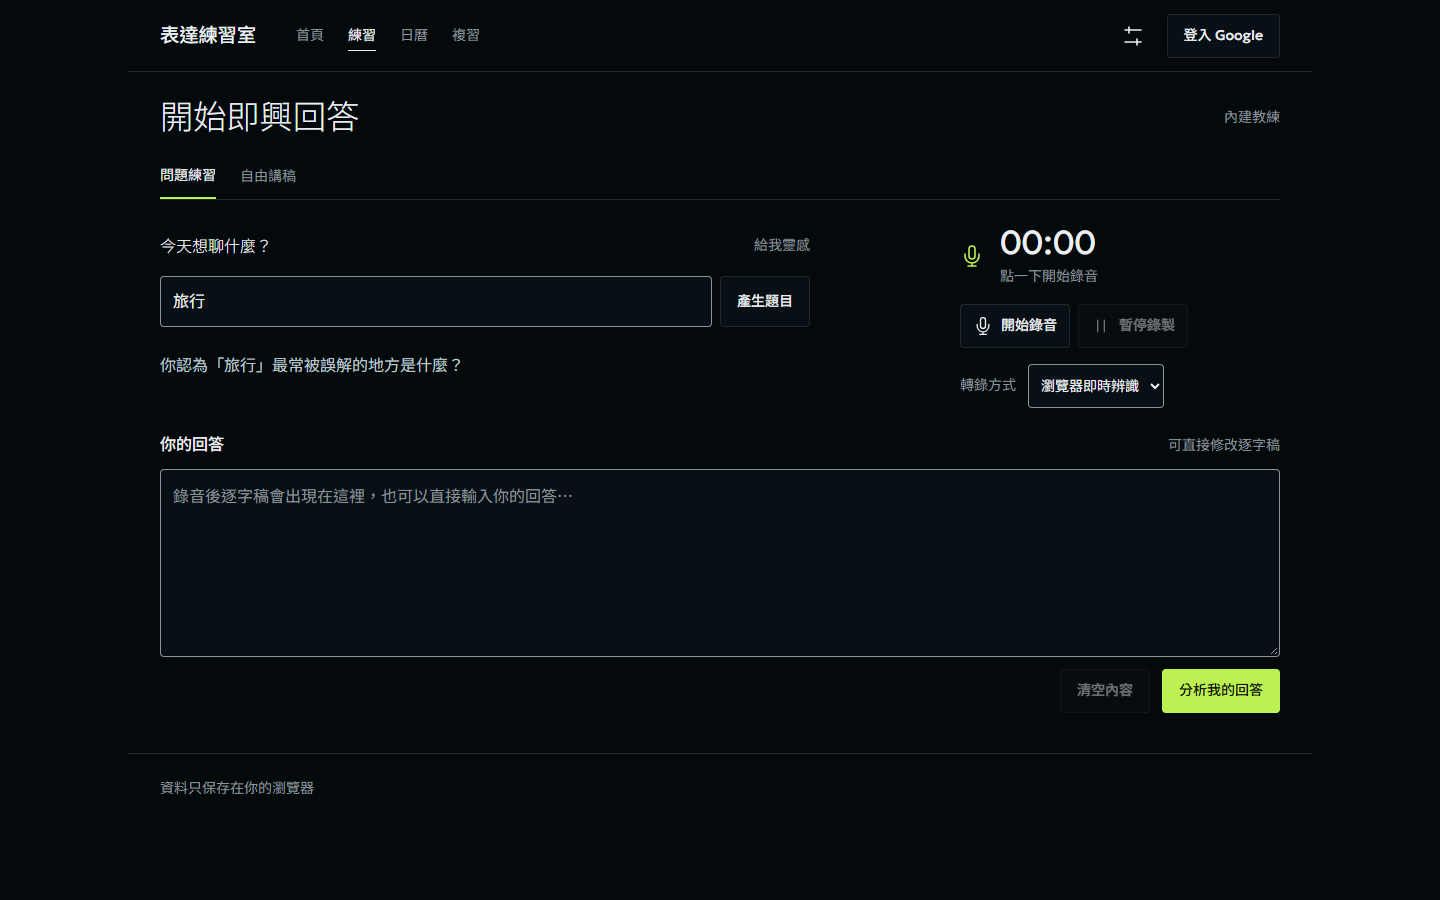 表達練習室
首頁
練習
日曆
複習
登入 Google
開始即興回答
內建教練
問題練習
自由講稿
今天想聊什麼？
給我靈感
旅行
產生題目
你認為「旅行」最常被誤解的地方是什麼？
00:00
點一下開始錄音
開始錄音
暫停錄製
轉錄方式
瀏覽器即時辨識
你的回答
可直接修改逐字稿
錄音後逐字稿會出現在這裡，也可以直接輸入你的回答…
清空內容
分析我的回答
資料只保存在你的瀏覽器